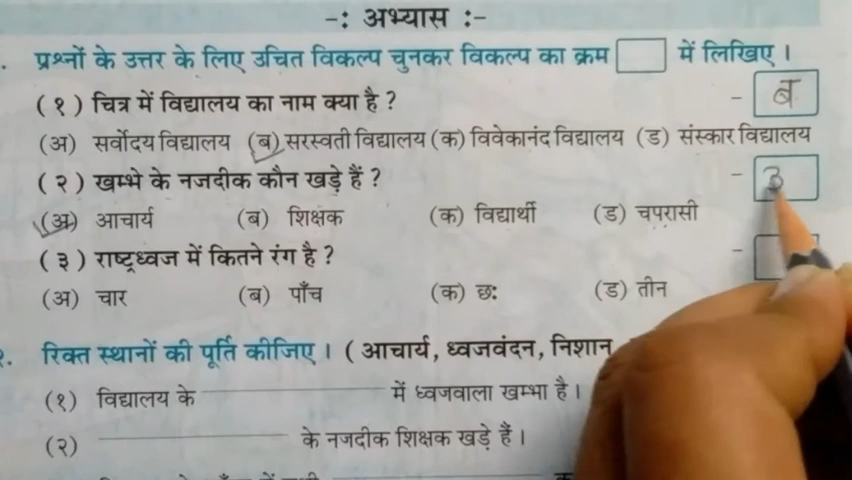 -: अभ्यास :-
. प्रश्नों के उत्तर के लिए उचित विकल्प चुनकर विकल्प का क्रम में लिखिए ।
( १ ) चित्र में विद्यालय का नाम क्या है ? - ब
(अ) सर्वोदय विद्यालय (ब) सरस्वती विद्यालय (क) विवेकानंद विद्यालय (ड) संस्कार विद्यालय
( २ ) खम्भे के नजदीक कौन खड़े हैं ? -
(अ) आचार्य (ब) शिक्षक (क) विद्यार्थी (ड) चपरासी
( ३ ) राष्ट्रध्वज में कितने रंग है ? -
(अ) चार (ब) पाँच (क) छः (ड) तीन
२. रिक्त स्थानों की पूर्ति कीजिए । ( आचार्य, ध्वजवंदन, निशान
(१) विद्यालय के में ध्वजवाला खम्भा है ।
(२) के नजदीक शिक्षक खड़े हैं ।